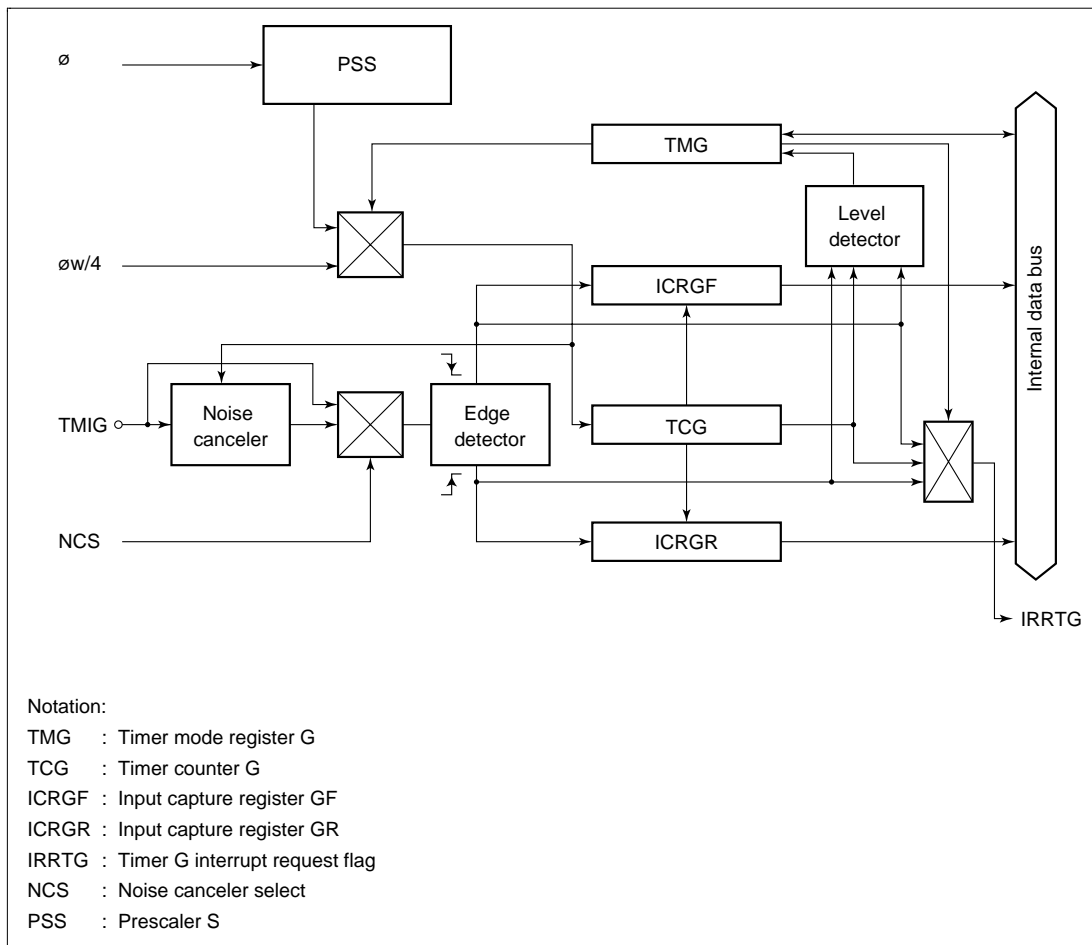 ø
PSS
TMG
Level
detector
øw/4
ICRGF
Internal data bus
TMIG
Noise
canceler
Edge
detector
TCG
NCS
ICRGR
IRRTG
Notation:
TMG : Timer mode register G
TCG : Timer counter G
ICRGF : Input capture register GF
ICRGR : Input capture register GR
IRRTG : Timer G interrupt request flag
NCS : Noise canceler select
PSS : Prescaler S